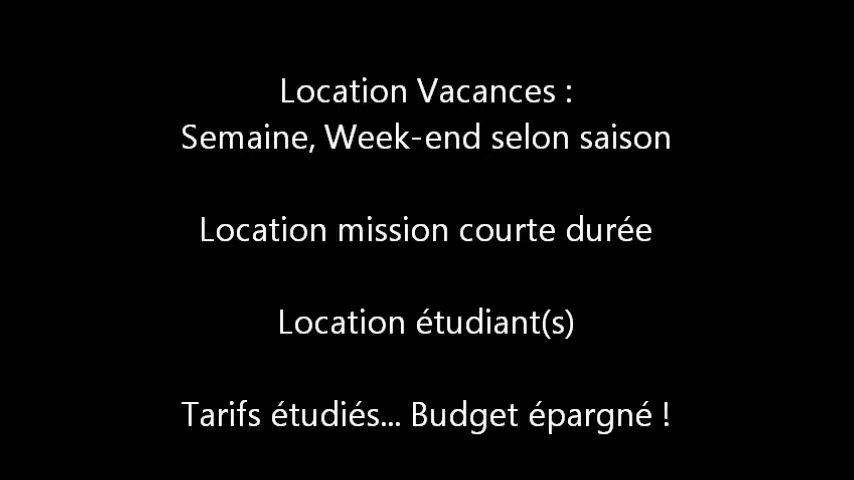 Location Vacances :
Semaine, Week-end selon saison
Location mission courte durée
Location étudiant(s)
Tarifs étudiés... Budget épargné !